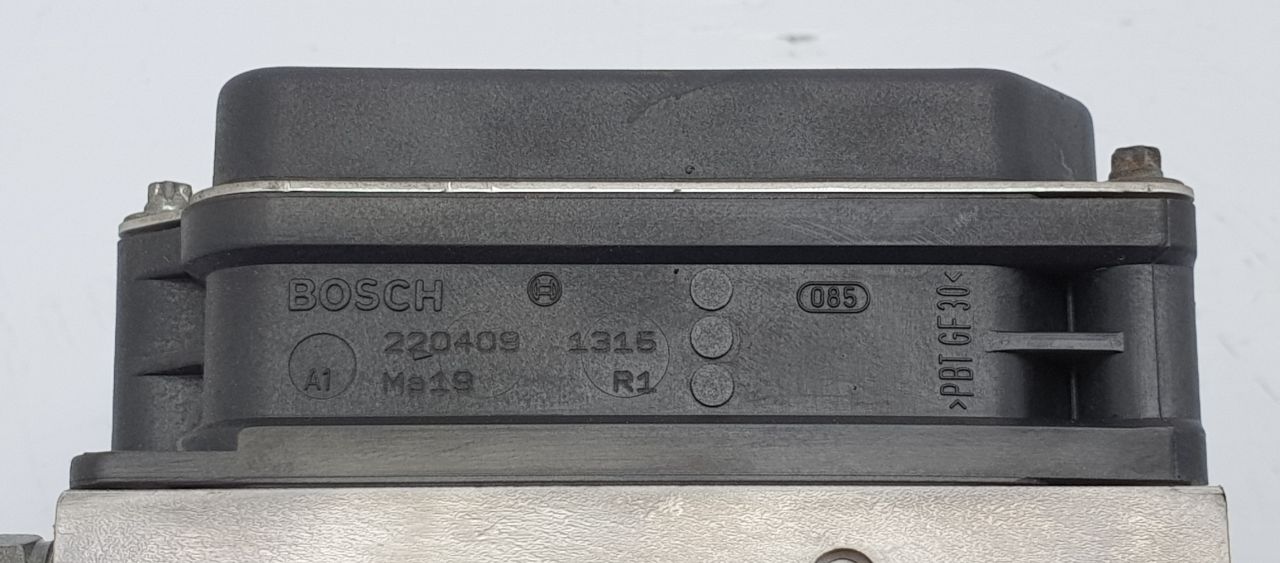 BOSCH
085
220409 1315
A1 Ma19 R1
>PBT GF30<